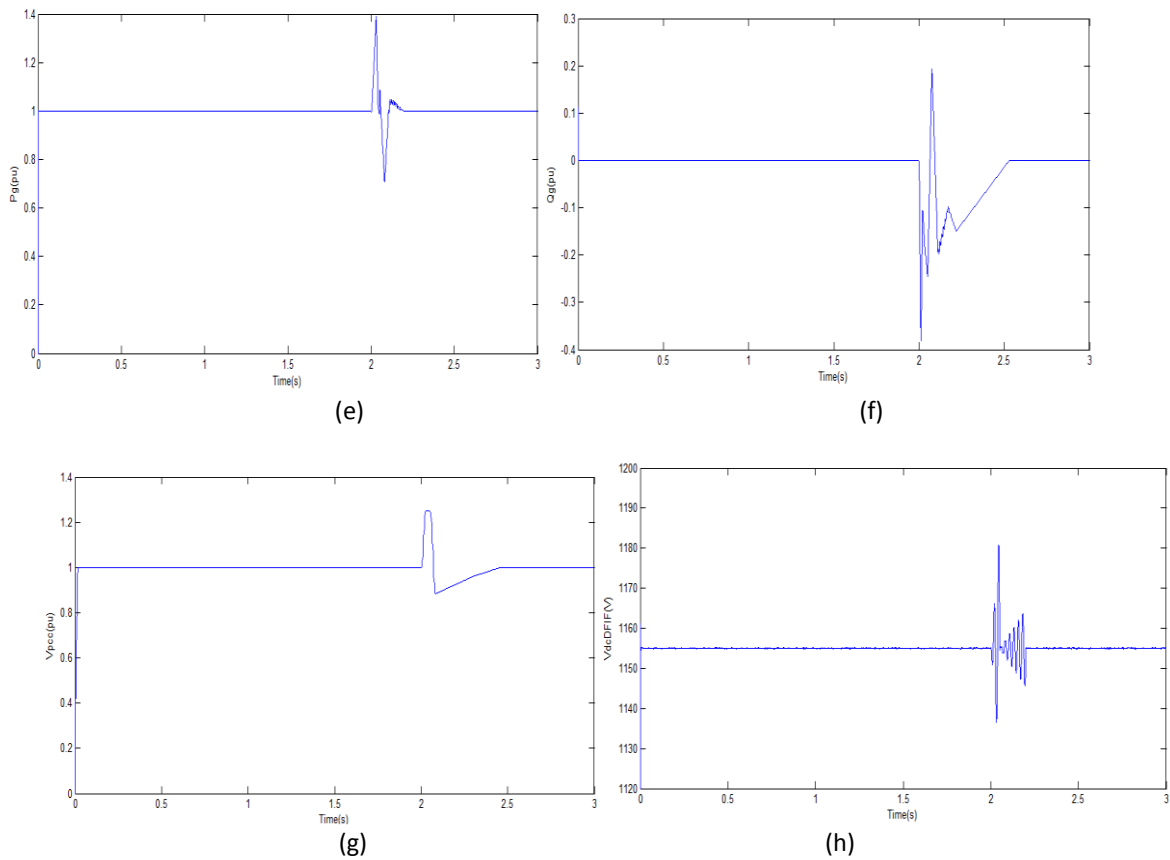 1.4
1.2
1
0.8
0.6
0.4
0.2
0
Pg(pu)
0 0.5 1 1.5 2 2.5 3
Time(s)
(e)
0.3
0.2
0.1
0
-0.1
-0.2
-0.3
-0.4
Qg(pu)
0 0.5 1 1.5 2 2.5 3
Time(s)
(f)
1.4
1.2
1
0.8
0.6
0.4
0.2
0
Vpcc(pu)
0 0.5 1 1.5 2 2.5 3
Time(s)
(g)
1200
1190
1180
1170
1160
1150
1140
1130
1120
VdcDFIF(V)
0 0.5 1 1.5 2 2.5 3
Time(s)
(h)